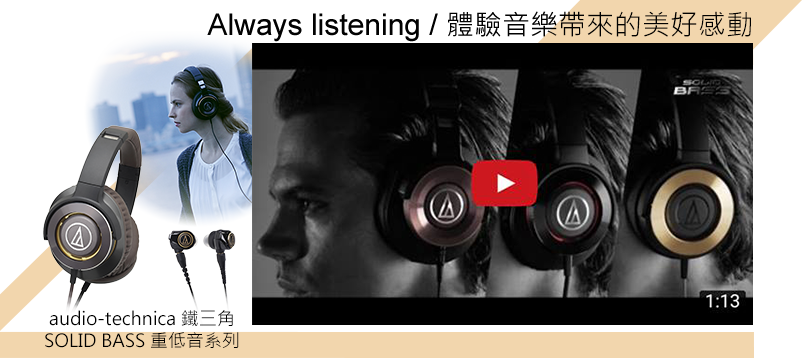 Always listening / 體驗音樂帶來的美好感動
SOLID
BASS
1:13
audio-technica 鐵三角
SOLID BASS 重低音系列